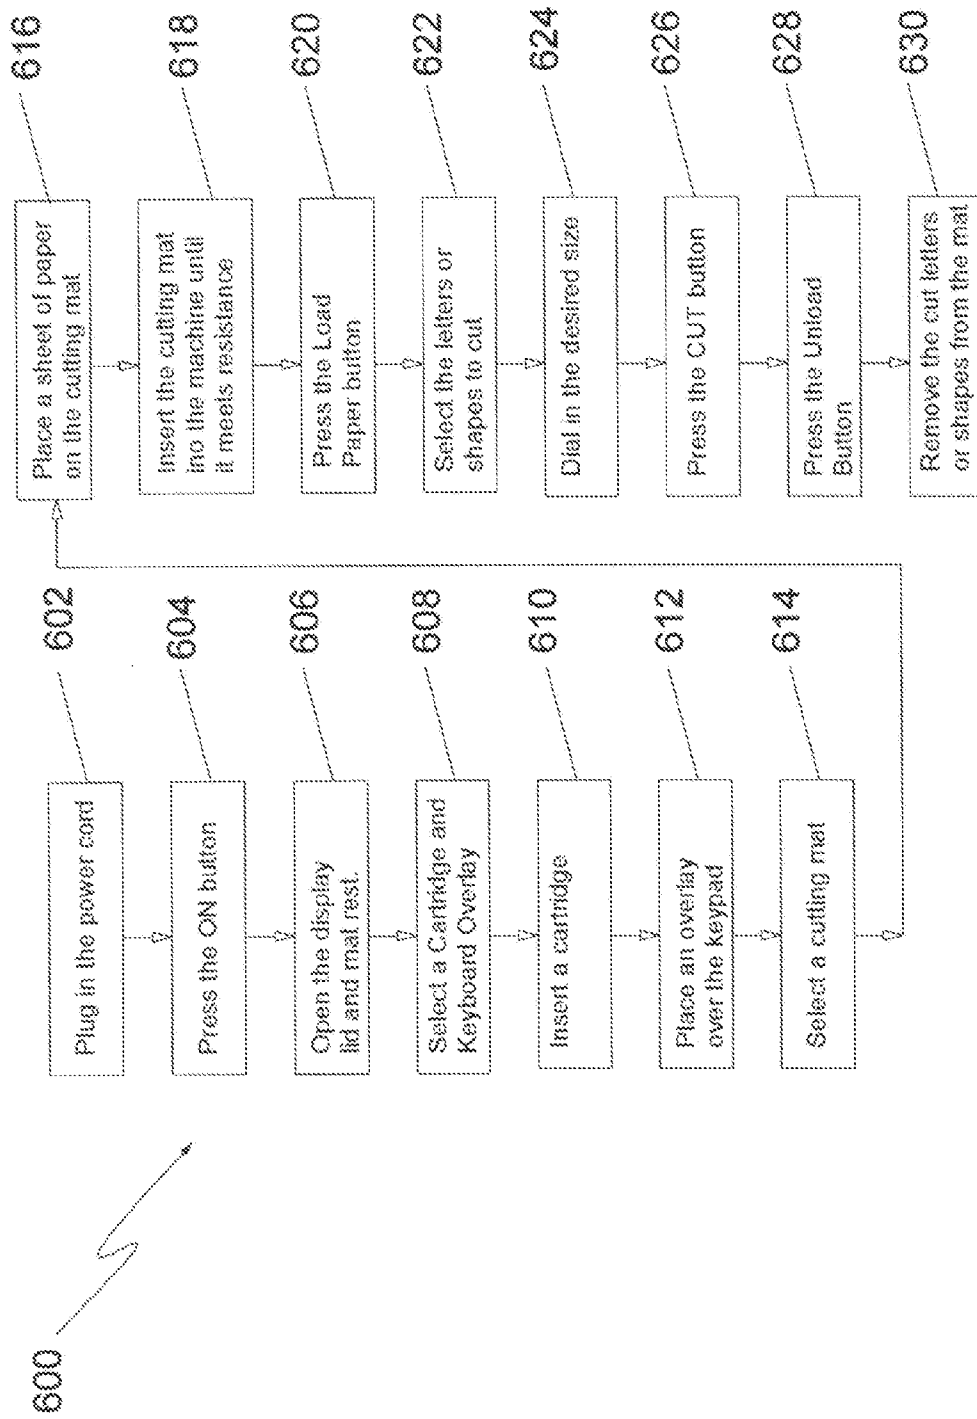 600
Plug in the power cord
602
Press the ON button
604
Open the display
lid and mat rest.
606
Select a Cartridge and
Keyboard Overlay
608
Insert a cartridge
610
Place an overlay
over the keypad
612
Select a cutting mat
614
Place a sheet of paper
on the cutting mat
616
Insert the cutting mat
ino the machine until
it meets resistance
618
Press the Load
Paper button
620
Select the letters or
shapes to cut
622
Dial in the desired size
624
Press the CUT button
626
Press the Unload
Button
628
Remove the cut letters
or shapes from the mat
630